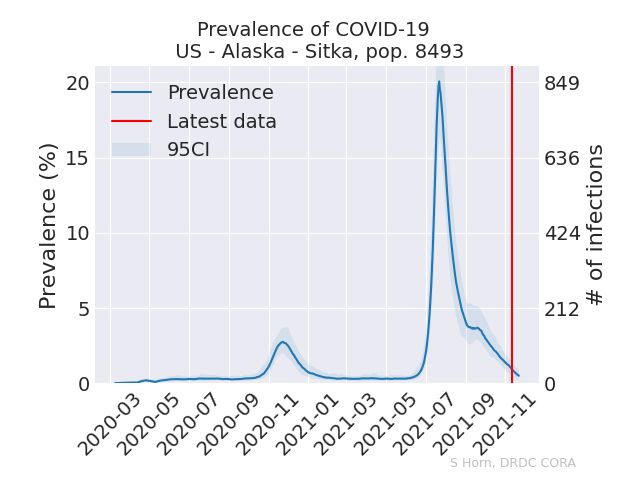 Prevalence of COVID-19
US - Alaska - Sitka, pop. 8493
Prevalence
Latest data
95CI
Prevalence (%)
20
15
10
5
0
849
636
424
212
0
# of infections
2020-03
2020-05
2020-07
2020-09
2020-11
2021-01
2021-03
2021-05
2021-07
2021-09
2021-11
S Horn, DRDC CORA